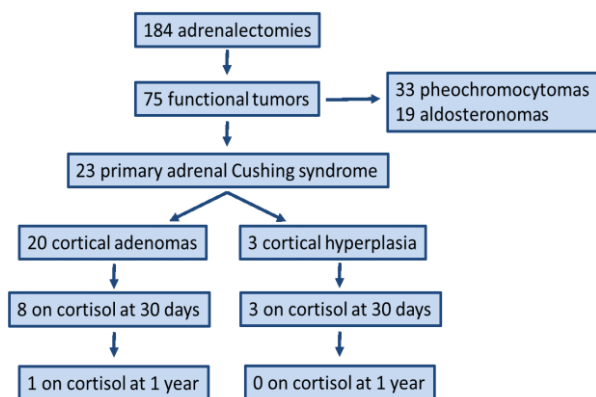 184 adrenalectomies
75 functional tumors
33 pheochromocytomas
19 aldosteronomas
23 primary adrenal Cushing syndrome
20 cortical adenomas
3 cortical hyperplasia
8 on cortisol at 30 days
3 on cortisol at 30 days
1 on cortisol at 1 year
0 on cortisol at 1 year